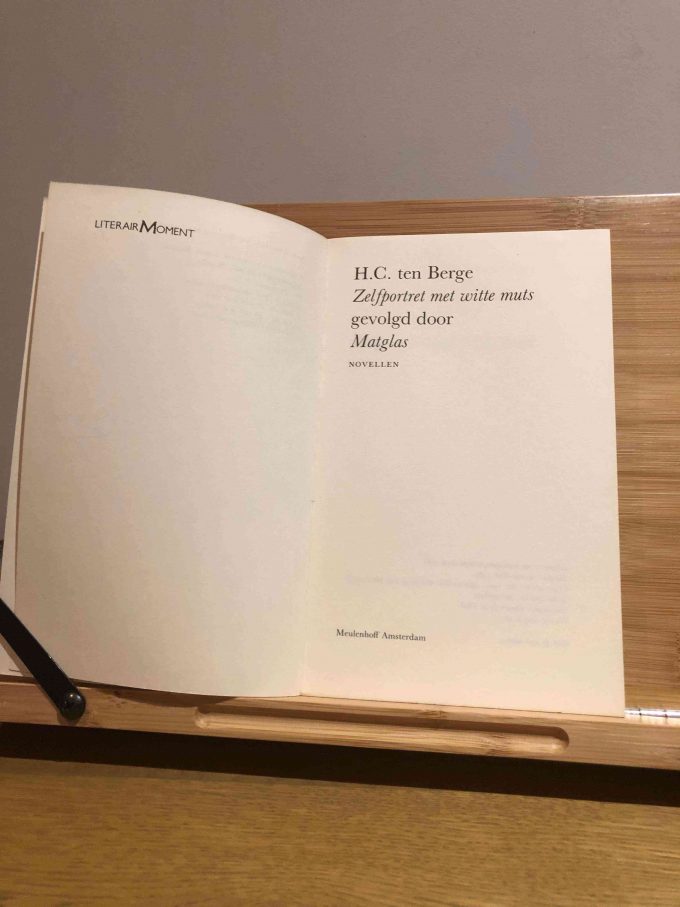 LITERAIR MOMENT
H.C. ten Berge
Zelfportret met witte muts
gevolgd door
Matglas
NOVELLEN
Meulenhoff Amsterdam